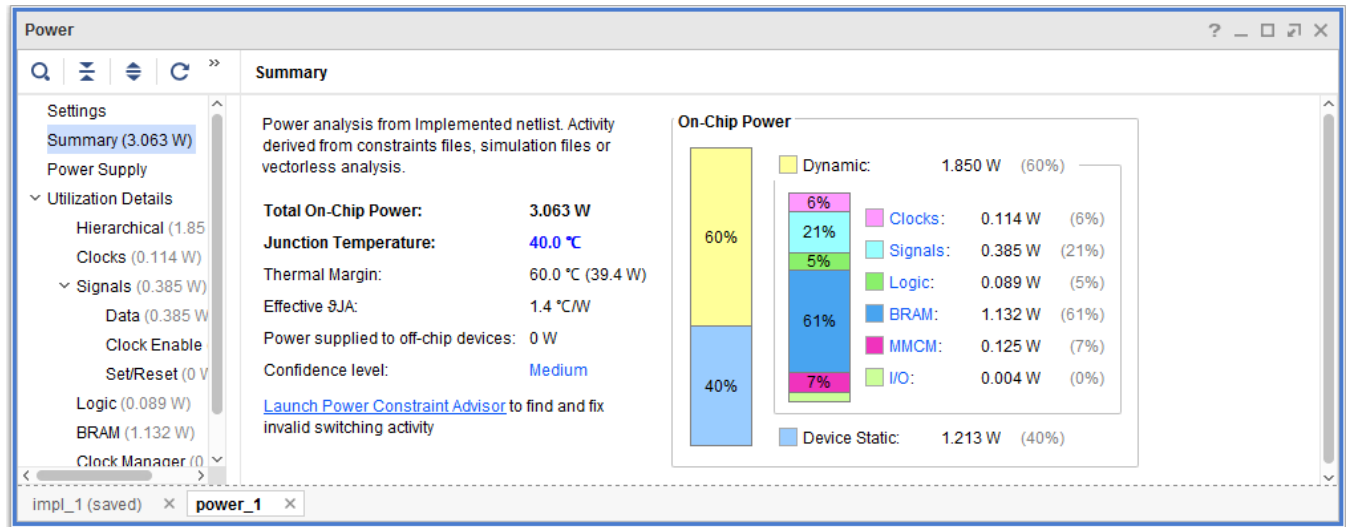 Power
Summary
Settings
Summary (3.063 W)
Power Supply
Utilization Details
Hierarchical (1.85
Clocks (0.114 W)
Signals (0.385 W)
Data (0.385 W
Clock Enable
Set/Reset (0 W
Logic (0.089 W)
BRAM (1.132 W)
Clock Manager (0
Power analysis from Implemented netlist. Activity
derived from constraints files, simulation files or
vectorless analysis.
Total On-Chip Power: 3.063 W
Junction Temperature: 40.0 °C
Thermal Margin: 60.0 °C (39.4 W)
Effective ϑJA: 1.4 °C/W
Power supplied to off-chip devices: 0 W
Confidence level: Medium
Launch Power Constraint Advisor to find and fix
invalid switching activity
On-Chip Power
60%
40%
Dynamic: 1.850 W (60%)
6%
21%
5%
61%
7%
Clocks: 0.114 W (6%)
Signals: 0.385 W (21%)
Logic: 0.089 W (5%)
BRAM: 1.132 W (61%)
MMCM: 0.125 W (7%)
I/O: 0.004 W (0%)
Device Static: 1.213 W (40%)
impl_1 (saved)
power_1